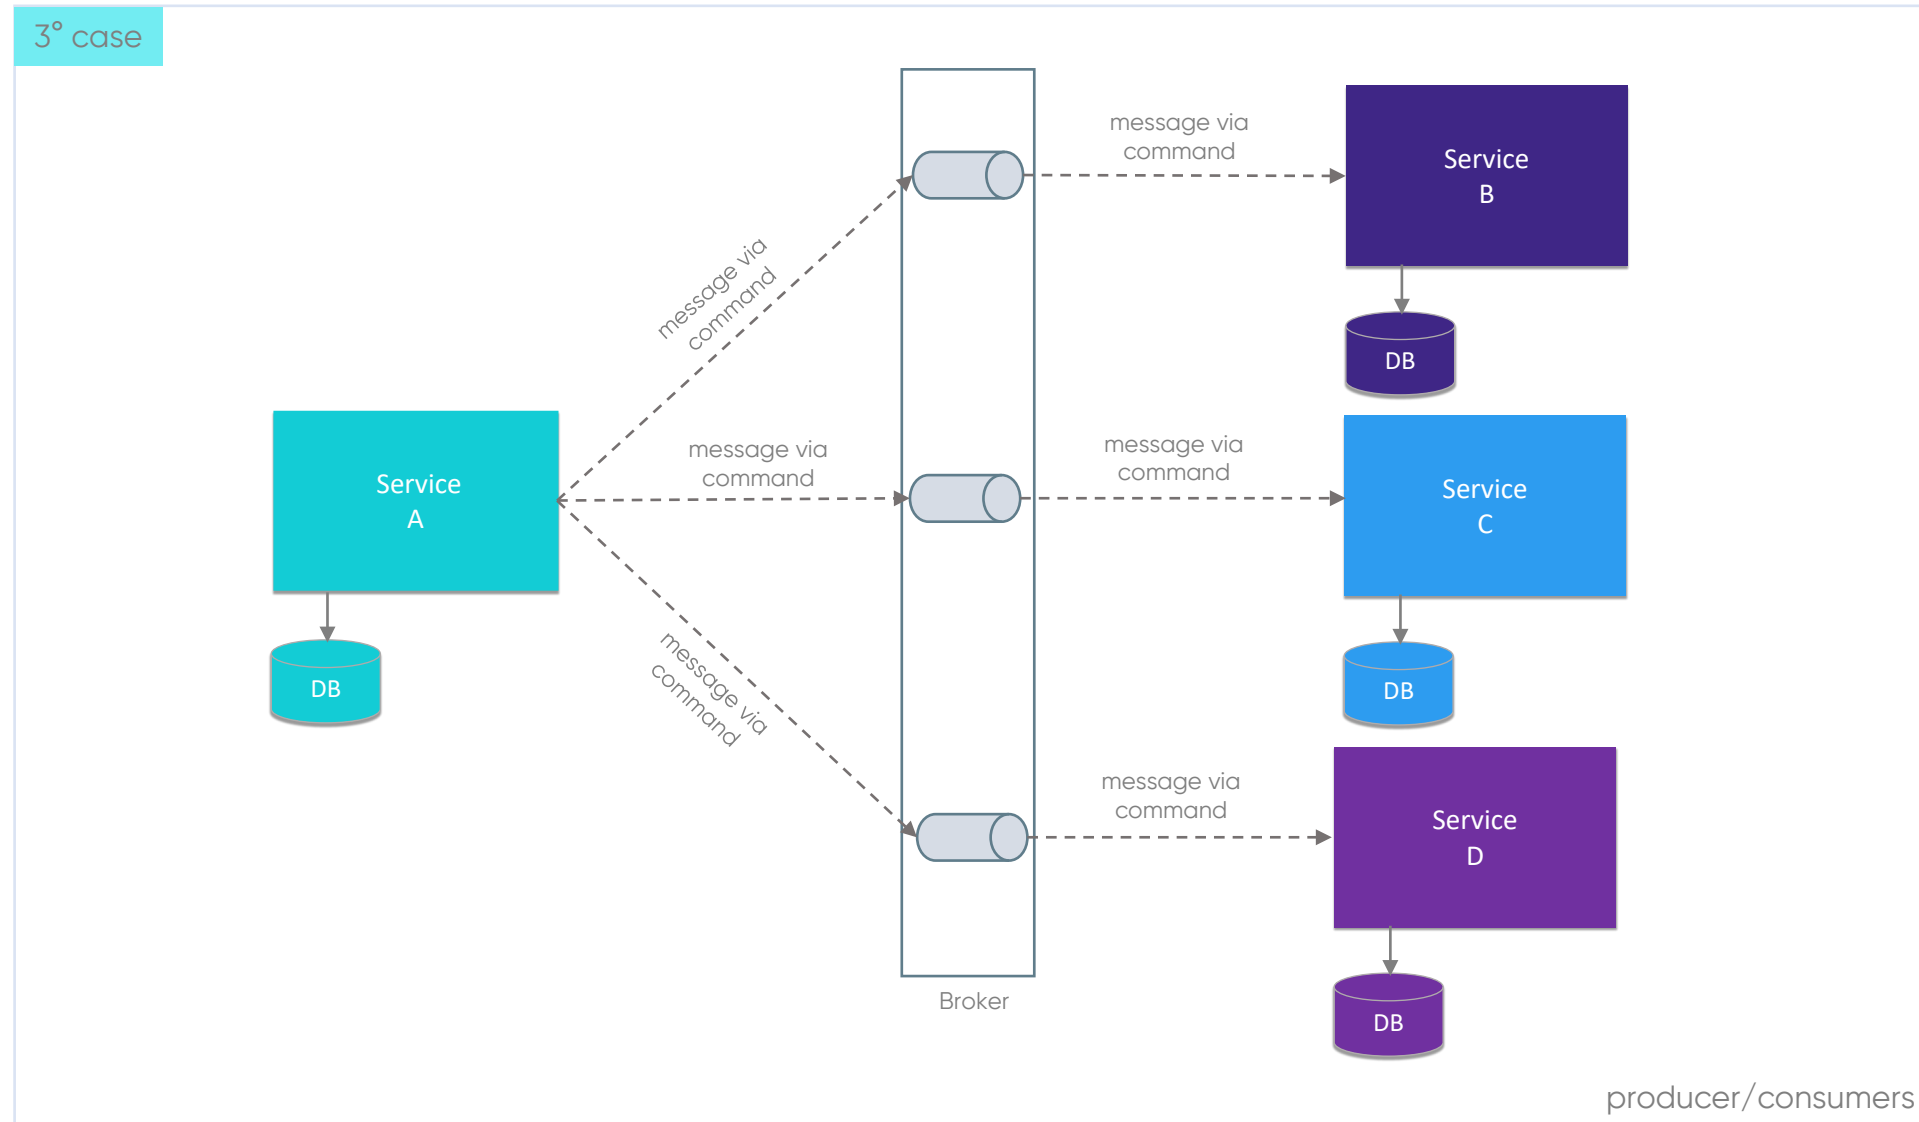 3° case
message via
command
Service
B
message via
command
DB
message via
command
message via
command
Service
A
Service
C
message via
command
DB
DB
message via
command
Service
D
Broker
DB
producer/consumers